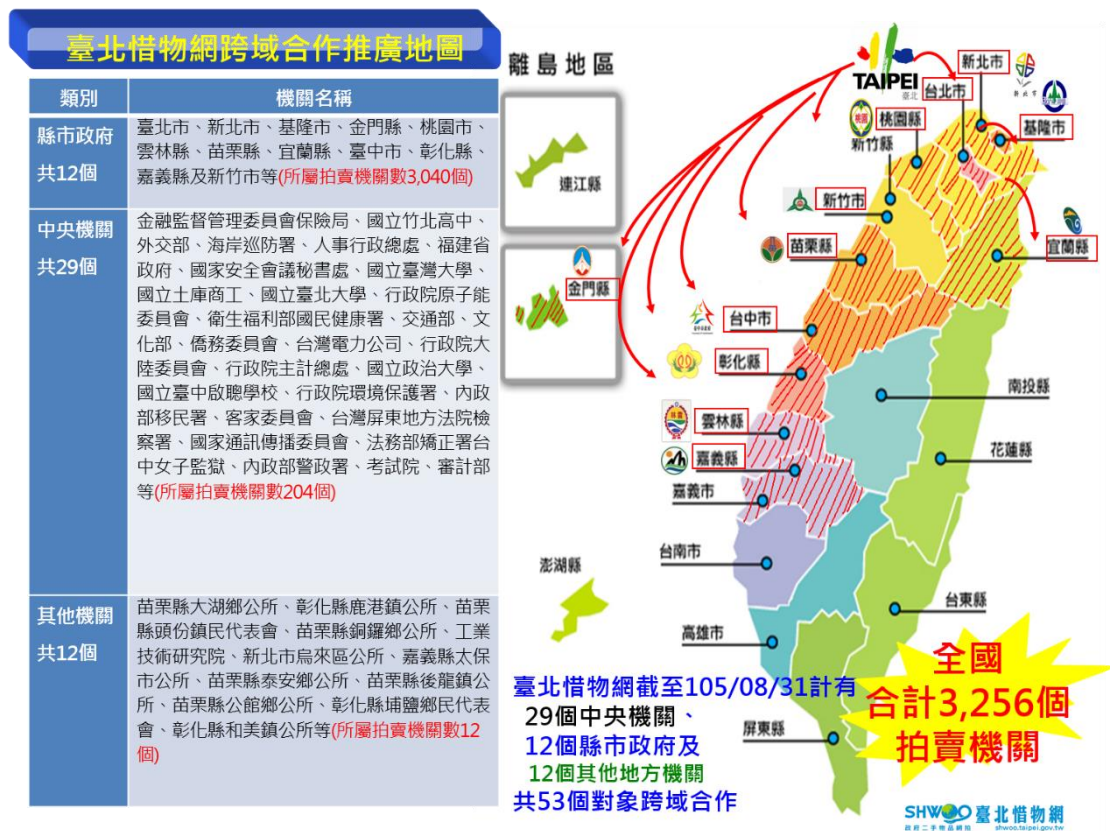 臺北惜物網跨域合作推廣地圖
類別
機關名稱
縣市政府
共12個
臺北市、新北市、基隆市、金門縣、桃園市、
雲林縣、苗栗縣、宜蘭縣、臺中市、彰化縣、
嘉義縣及新竹市等(所屬拍賣機關數3,040個)
中央機關
共29個
金融監督管理委員會保險局、國立竹北高中、
外交部、海岸巡防署、人事行政總處、福建省
政府、國家安全會議秘書處、國立臺灣大學、
國立土庫商工、國立臺北大學、行政院原子能
委員會、衛生福利部國民健康署、交通部、文
化部、僑務委員會、台灣電力公司、行政院大
陸委員會、行政院主計總處、國立政治大學、
國立臺中啟聰學校、行政院環境保護署、內政
部移民署、客家委員會、台灣屏東地方法院檢
察署、國家通訊傳播委員會、法務部矯正署台
中女子監獄、內政部警政署、考試院、審計部
等(所屬拍賣機關數204個)
其他機關
共12個
苗栗縣大湖鄉公所、彰化縣鹿港鎮公所、苗栗
縣頭份鎮民代表會、苗栗縣銅鑼鄉公所、工業
技術研究院、新北市烏來區公所、嘉義縣太保
市公所、苗栗縣泰安鄉公所、苗栗縣後龍鎮公
所、苗栗縣公館鄉公所、彰化縣埔鹽鄉民代表
會、彰化縣和美鎮公所等(所屬拍賣機關數12
個)
離島地區
連江縣
金門縣
澎湖縣
TAIPEI
臺北
新北市
台北市
基隆市
桃園縣
新竹縣
新竹市
宜蘭縣
苗栗縣
台中市
彰化縣
南投縣
雲林縣
花蓮縣
嘉義縣
嘉義市
台南市
台東縣
高雄市
屏東縣
臺北惜物網截至105/08/31計有
29個中央機關、
12個縣市政府及
12個其他地方機關
共53個對象跨域合作
全國
合計3,256個
拍賣機關
SHWOO 臺北惜物網
政府二手物品網拍 shwoo.taipei.gov.tw